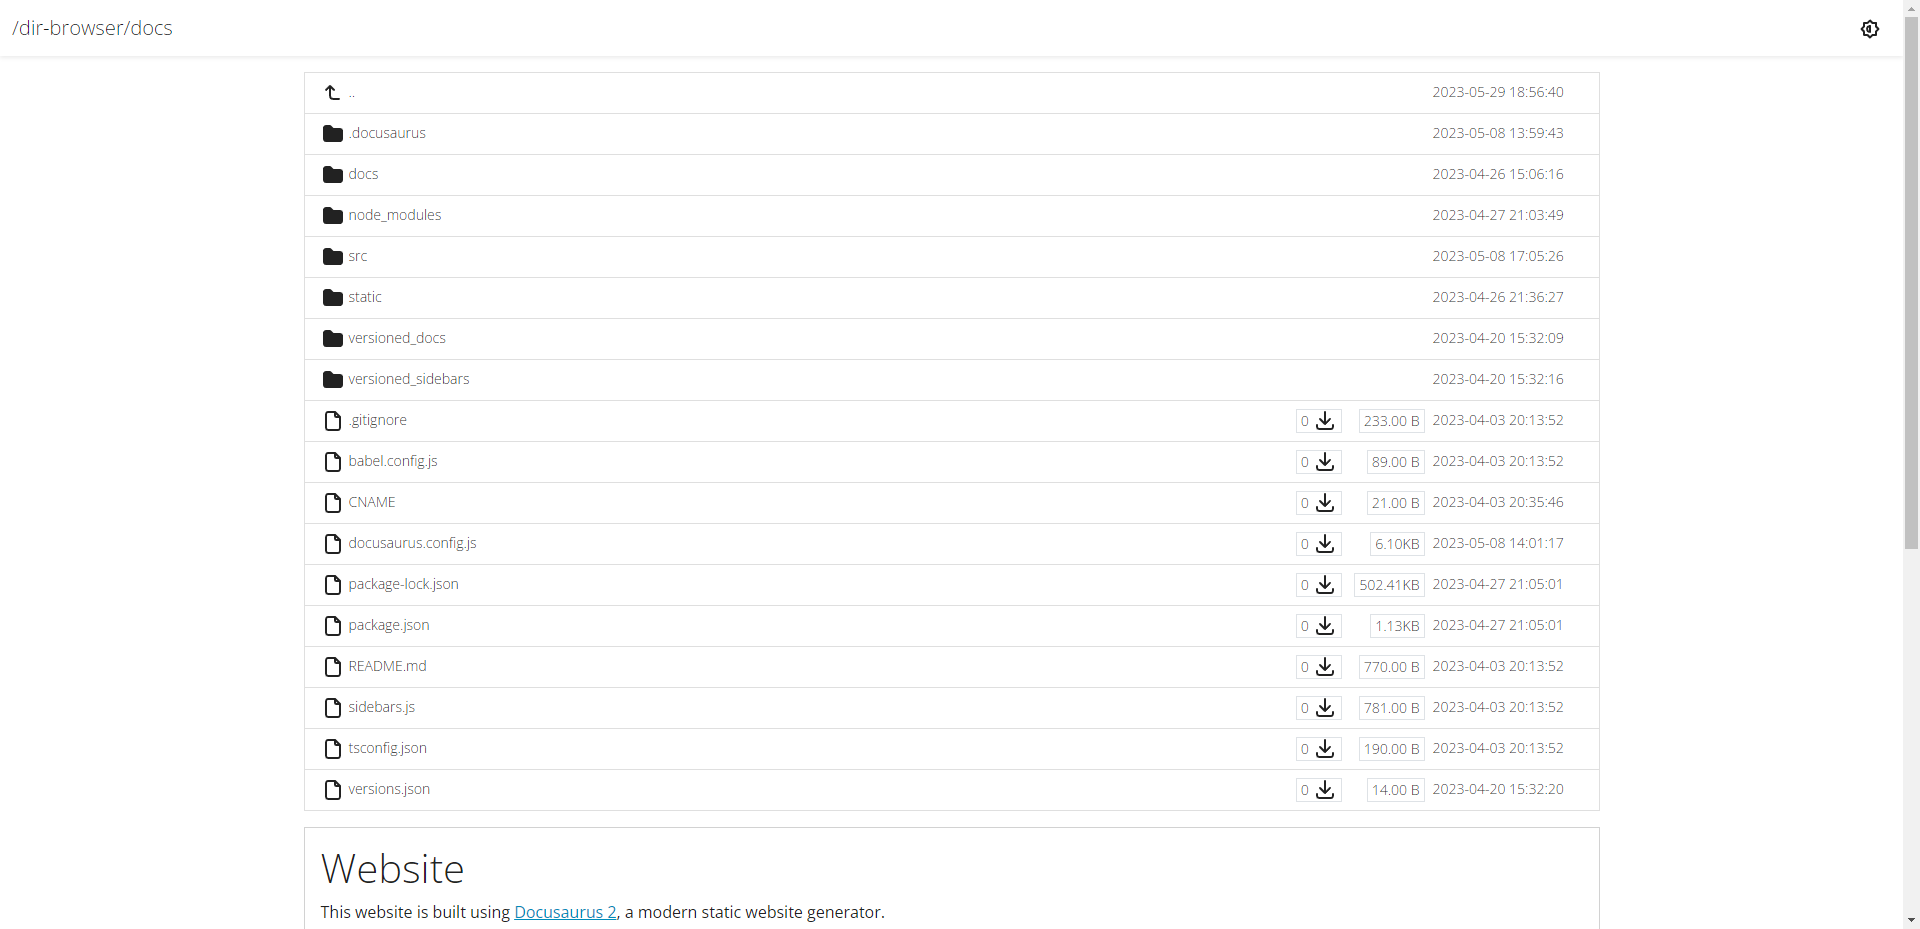 /dir-browser/docs
.. 2023-05-29 18:56:40
.docusaurus 2023-05-08 13:59:43
docs 2023-04-26 15:06:16
node_modules 2023-04-27 21:03:49
src 2023-05-08 17:05:26
static 2023-04-26 21:36:27
versioned_docs 2023-04-20 15:32:09
versioned_sidebars 2023-04-20 15:32:16
.gitignore 0 233.00 B 2023-04-03 20:13:52
babel.config.js 0 89.00 B 2023-04-03 20:13:52
CNAME 0 21.00 B 2023-04-03 20:35:46
docusaurus.config.js 0 6.10KB 2023-05-08 14:01:17
package-lock.json 0 502.41KB 2023-04-27 21:05:01
package.json 0 1.13KB 2023-04-27 21:05:01
README.md 0 770.00 B 2023-04-03 20:13:52
sidebars.js 0 781.00 B 2023-04-03 20:13:52
tsconfig.json 0 190.00 B 2023-04-03 20:13:52
versions.json 0 14.00 B 2023-04-20 15:32:20
Website
This website is built using Docusaurus 2, a modern static website generator.